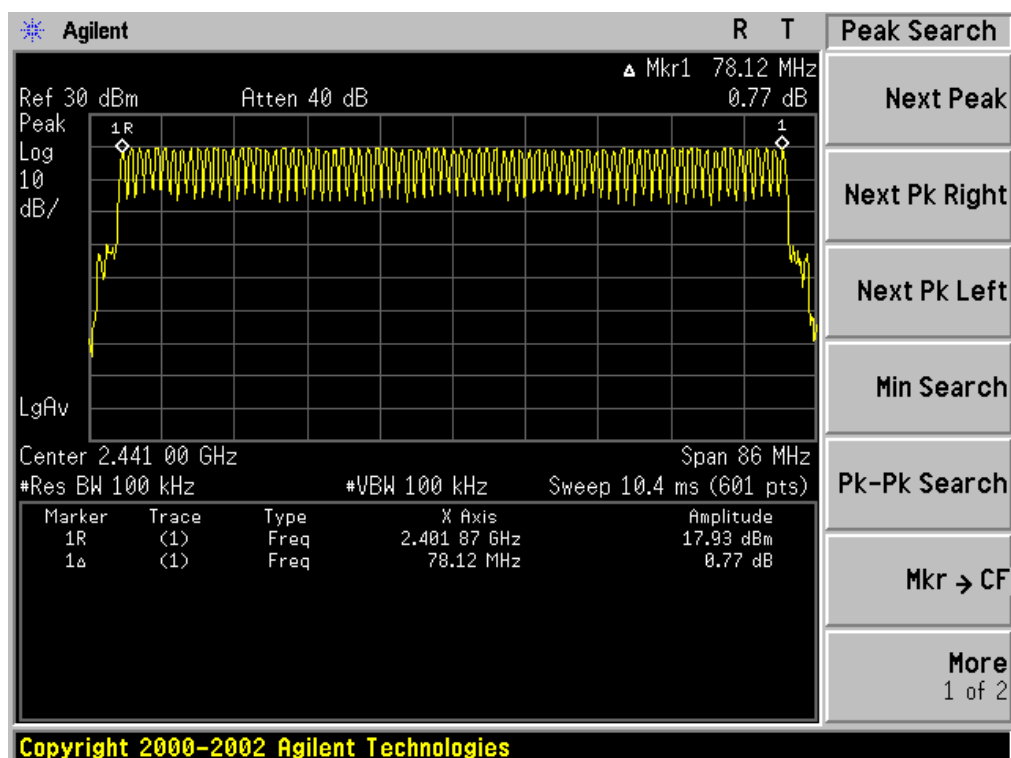 Agilent R T
Peak Search
Δ Mkr1 78.12 MHz
Ref 30 dBm Atten 40 dB 0.77 dB
Peak
Log
10
dB/
1R
1
LgAv
Center 2.441 00 GHz Span 86 MHz
#Res BW 100 kHz #VBW 100 kHz Sweep 10.4 ms (601 pts)
Marker Trace Type X Axis Amplitude
1R (1) Freq 2.401 87 GHz 17.93 dBm
1Δ (1) Freq 78.12 MHz 0.77 dB
Next Peak
Next Pk Right
Next Pk Left
Min Search
Pk-Pk Search
Mkr → CF
More
1 of 2
Copyright 2000-2002 Agilent Technologies